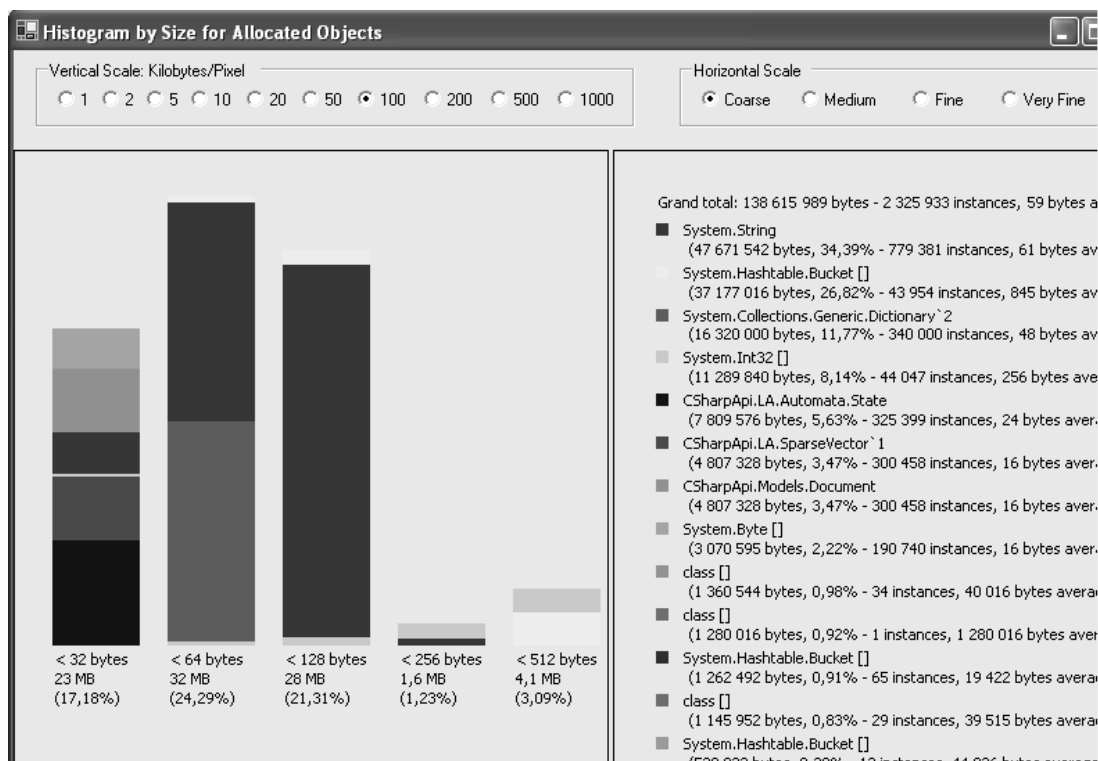 Histogram by Size for Allocated Objects
Vertical Scale: Kilobytes/Pixel
1 2 5 10 20 50 100 200 500 1000
Horizontal Scale
Coarse Medium Fine Very Fine
< 32 bytes
23 MB
(17,18%)
< 64 bytes
32 MB
(24,29%)
< 128 bytes
28 MB
(21,31%)
< 256 bytes
1,6 MB
(1,23%)
< 512 bytes
4,1 MB
(3,09%)
Grand total: 138 615 989 bytes - 2 325 933 instances, 59 bytes a
System.String
(47 671 542 bytes, 34,39% - 779 381 instances, 61 bytes av
System.Hashtable.Bucket []
(37 177 016 bytes, 26,82% - 43 954 instances, 845 bytes av
System.Collections.Generic.Dictionary`2
(16 320 000 bytes, 11,77% - 340 000 instances, 48 bytes av
System.Int32 []
(11 289 840 bytes, 8,14% - 44 047 instances, 256 bytes ave
CSharpApi.LA.Automata.State
(7 809 576 bytes, 5,63% - 325 399 instances, 24 bytes aver
CSharpApi.LA.SparseVector`1
(4 807 328 bytes, 3,47% - 300 458 instances, 16 bytes aver
CSharpApi.Models.Document
(4 807 328 bytes, 3,47% - 300 458 instances, 16 bytes aver
System.Byte []
(3 070 595 bytes, 2,22% - 190 740 instances, 16 bytes aver
class []
(1 360 544 bytes, 0,98% - 34 instances, 40 016 bytes avera
class []
(1 280 016 bytes, 0,92% - 1 instances, 1 280 016 bytes aver
System.Hashtable.Bucket []
(1 262 492 bytes, 0,91% - 65 instances, 19 422 bytes avera
class []
(1 145 952 bytes, 0,83% - 29 instances, 39 515 bytes avera
System.Hashtable.Bucket []